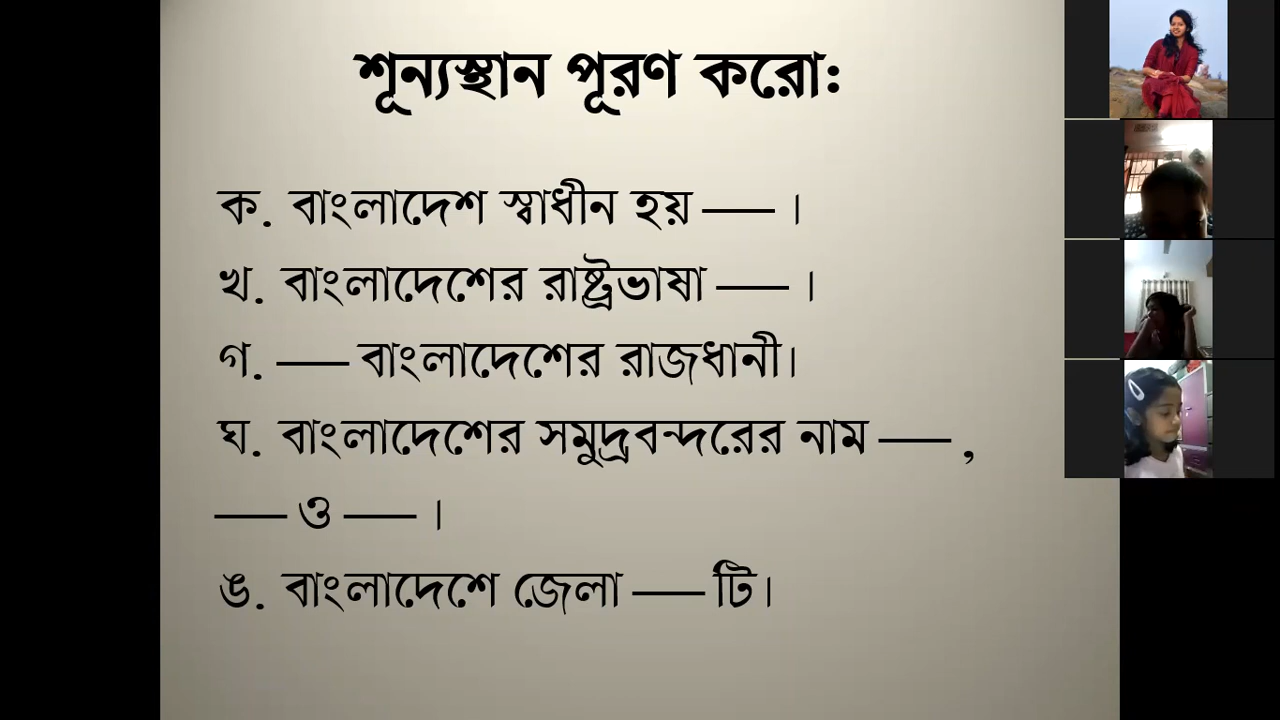 শূন্যস্থান পূরণ করো:
ক. বাংলাদেশ স্বাধীন হয় —— ।
খ. বাংলাদেশের রাষ্ট্রভাষা —— ।
গ. —— বাংলাদেশের রাজধানী।
ঘ. বাংলাদেশের সমুদ্রবন্দরের নাম —— ,
—— ও —— ।
ঙ. বাংলাদেশে জেলা —— টি।